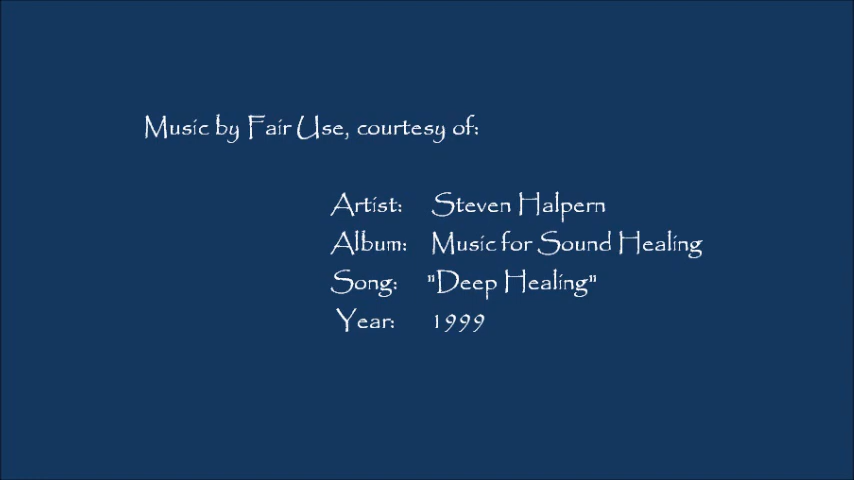 Music by Fair Use, courtesy of:
Artist: Steven Halpern
Album: Music for Sound Healing
Song: "Deep Healing"
Year: 1999